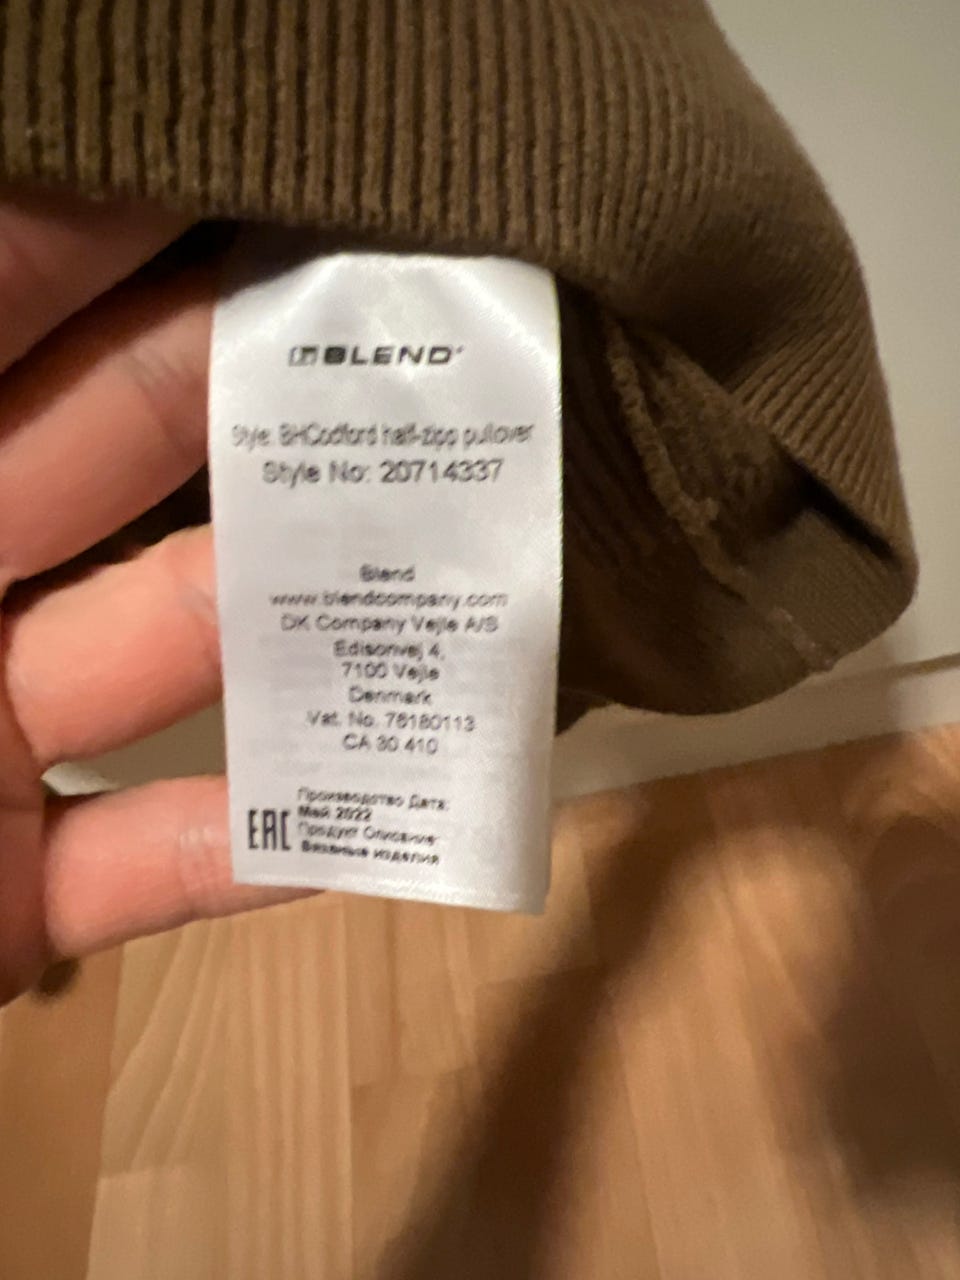 BLEND
Style: BHCodford half-zipp pullover
Style No: 20714337
Blend
www.blendcompany.com
DK Company Vejle A/S
Edisonvej 4,
7100 Vejle
Denmark
Vat. No. 76180113
CA 30 410
EAC
Производство Дата:
Май 2022
Продукт Описание:
Вязаные изделия